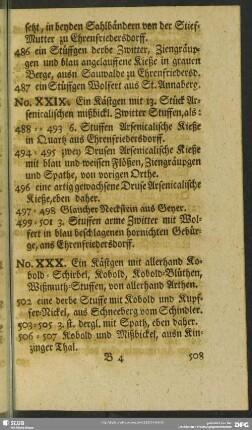 setzt, in beyden Sahlbändern von der Stief-
Mutter zu Ehrenfriedersdorff.
486 ein Stüffgen derbe Zwitter, Ziengräup-
gen und blau angelauffene Kieße in grauen
Berge, ausn Sauwalde zu Ehrenfriedersd.
487 ein Stüffgen Wolfert aus St. Annaberg.
No. XXIX. Ein Kästgen mit 13. Stück Ar-
senicalischen mißbickl. Zwitter Stuffen, als:
488 - - 493 6. Stuffen Arsenicalische Kieße
in Quartz aus Ehrenfriedersdorff.
494 - 495 zwey Drusen Arsenicalische Kieße
mit blau und weissen Flößen, Ziengräupgen
und Spathe, von vorigen Orthe.
496 eine artig gewachsene Druse Arsenicalische
Kieße, eben daher.
497 - 498 Glaucher Neckstein aus Geyer.
499 - 501 3. Stuffen arme Zwitter mit Wol-
fert in blau beschlagenen hornichten Gebür-
ge, aus Ehrenfriedersdorff.
No. XXX. Ein Kästgen mit allerhand Ko-
bold-Schirbel, Kobold, Kobold-Blüthen,
Wißmuth-Stuffen, von allerhand Arthen.
502 eine derbe Stuffe mit Kobold und Kupf-
fer-Nickel, aus Schneeberg vom Schindler.
503-505 3. st. dergl. mit Spath, eben daher.
506 - 507 Kobold und Mißbickel, ausn Kin-
zinger Thal.
B 4 508
SLUB